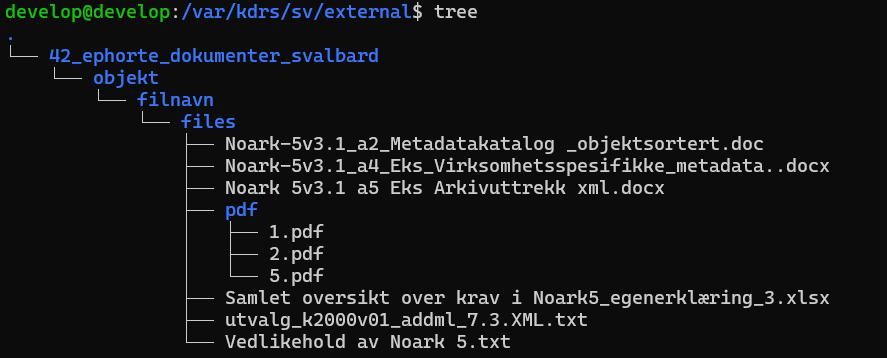 develop@develop:/var/kdrs/sv/external$ tree
.
└── 42_ephorte_dokumenter_svalbard
    └── objekt
        └── filnavn
            └── files
                ├── Noark-5v3.1_a2_Metadatakatalog _objektsortert.doc
                ├── Noark-5v3.1_a4_Eks_Virksomhetsspesifikke_metadata..docx
                ├── Noark 5v3.1 a5 Eks Arkivuttrekk xml.docx
                ├── pdf
                │   ├── 1.pdf
                │   ├── 2.pdf
                │   └── 5.pdf
                ├── Samlet oversikt over krav i Noark5_egenerklæring_3.xlsx
                ├── utvalg_k2000v01_addml_7.3.XML.txt
                └── Vedlikehold av Noark 5.txt